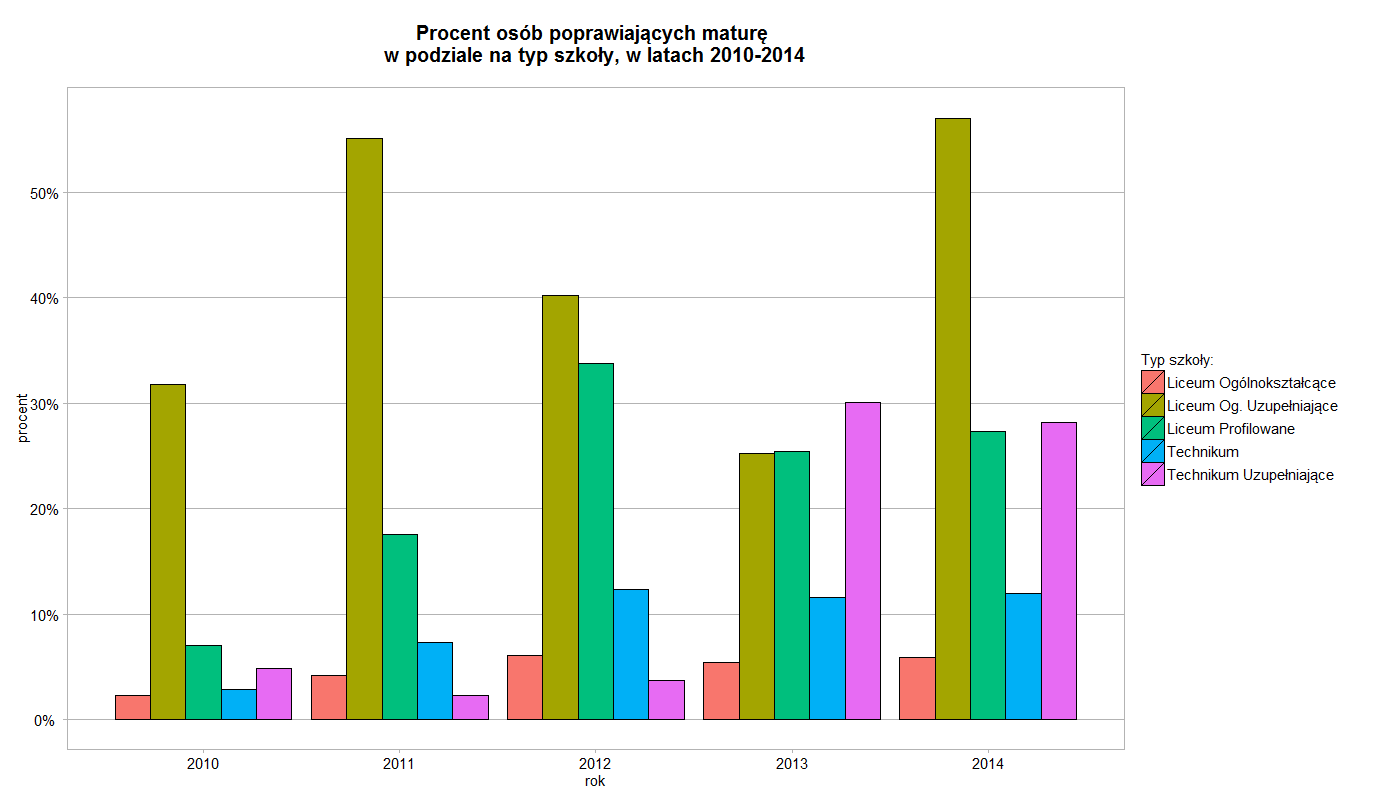 Procent osób poprawiających maturę
w podziale na typ szkoły, w latach 2010-2014
50%
40%
30%
20%
10%
0%
procent
2010 2011 2012 2013 2014
rok
Typ szkoły:
Liceum Ogólnokształcące
Liceum Og. Uzupełniające
Liceum Profilowane
Technikum
Technikum Uzupełniające